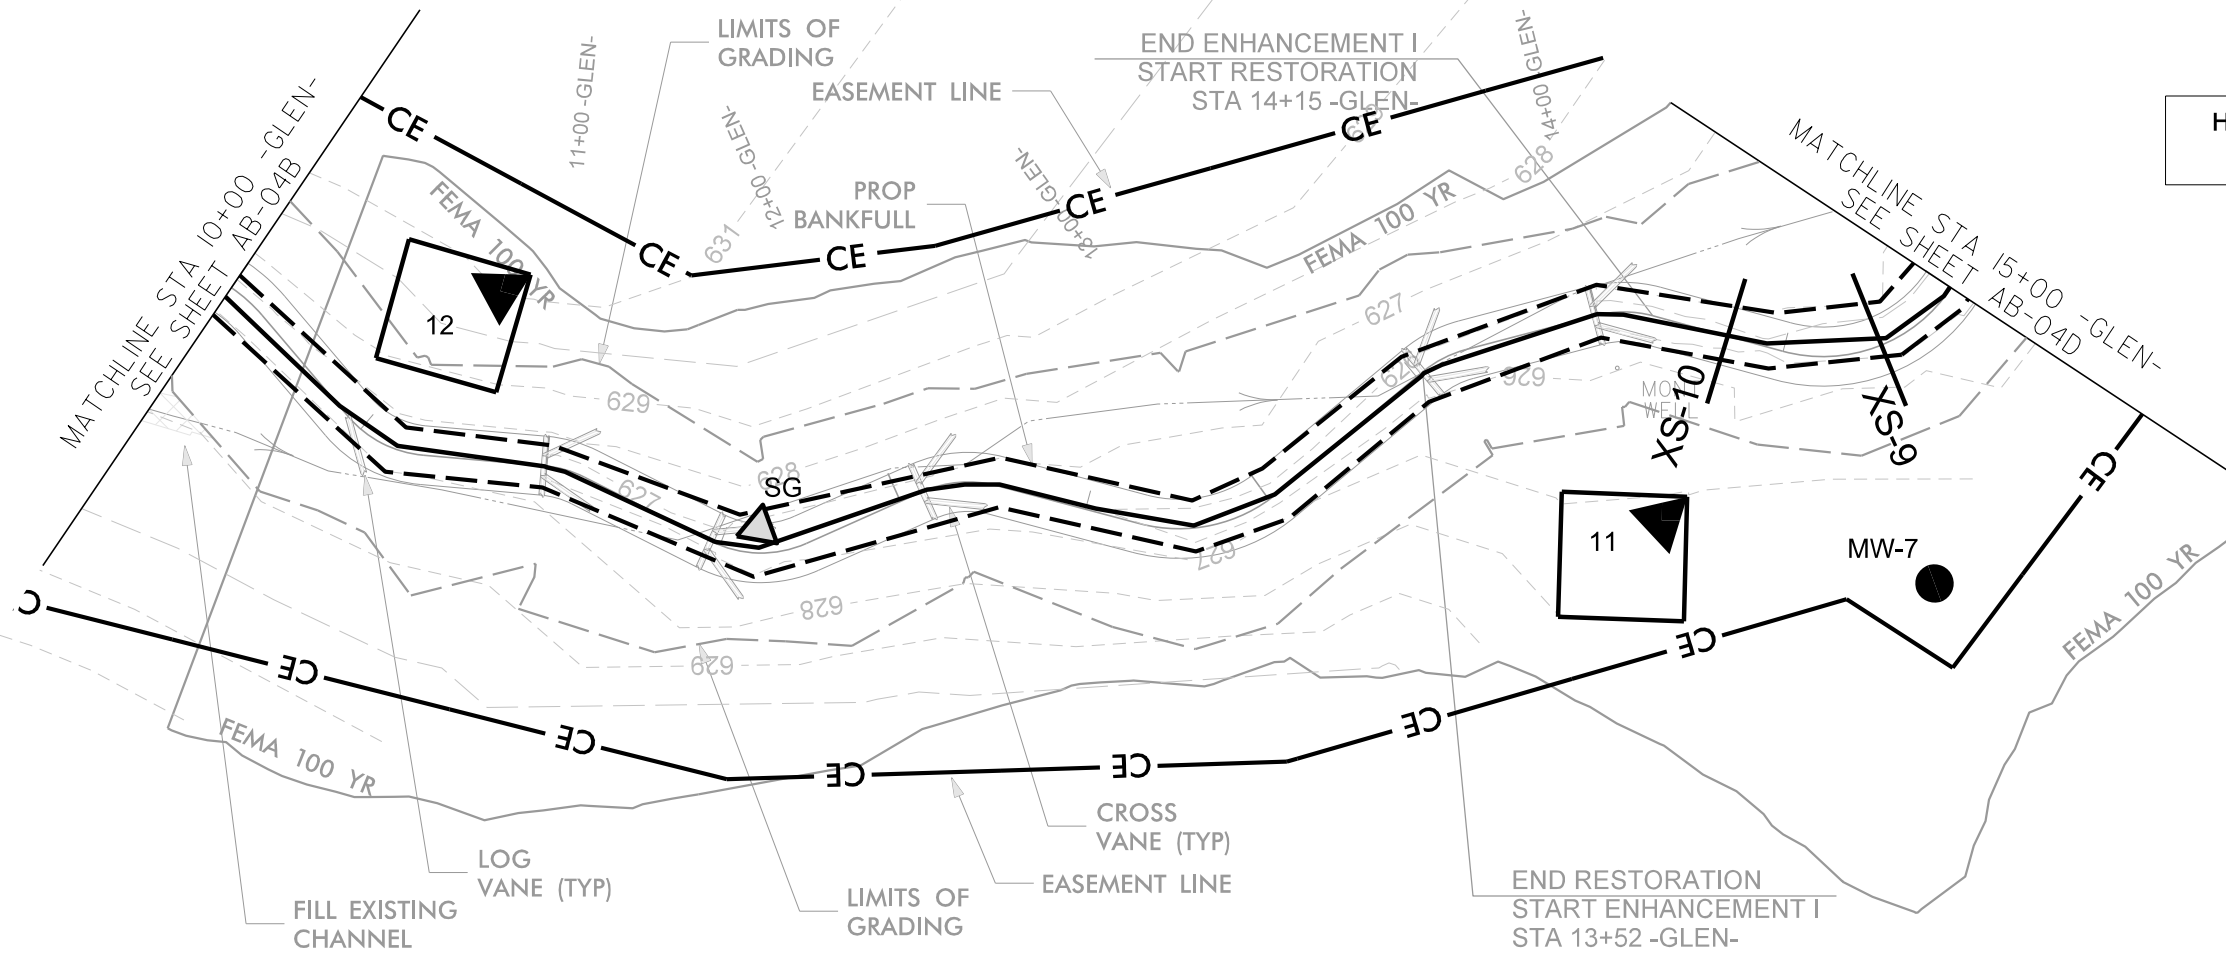 LIMITS OF
GRADING
END ENHANCEMENT I
START RESTORATION
STA 14+15 -GLEN-
EASEMENT LINE
11+00 -GLEN-
12+00 -GLEN-
13+00 -GLEN-
14+00 -GLEN-
H
MATCHLINE STA 10+00 -GLEN-
SEE SHEET AB-04B
MATCHLINE STA 15+00 -GLEN-
SEE SHEET AB-04D
CE
CE
CE
CE
CE
PROP
BANKFULL
FEMA 100 YR
FEMA 100 YR
631
628
627
12
629
628
627
SG
626
MON
WELL
XS-10
XS-9
CE
11
MW-7
627
628
629
FEMA 100 YR
C
CE
CE
CE
CE
CE
CE
FEMA 100 YR
CROSS
VANE (TYP)
LOG
VANE (TYP)
EASEMENT LINE
LIMITS OF
GRADING
FILL EXISTING
CHANNEL
END RESTORATION
START ENHANCEMENT I
STA 13+52 -GLEN-